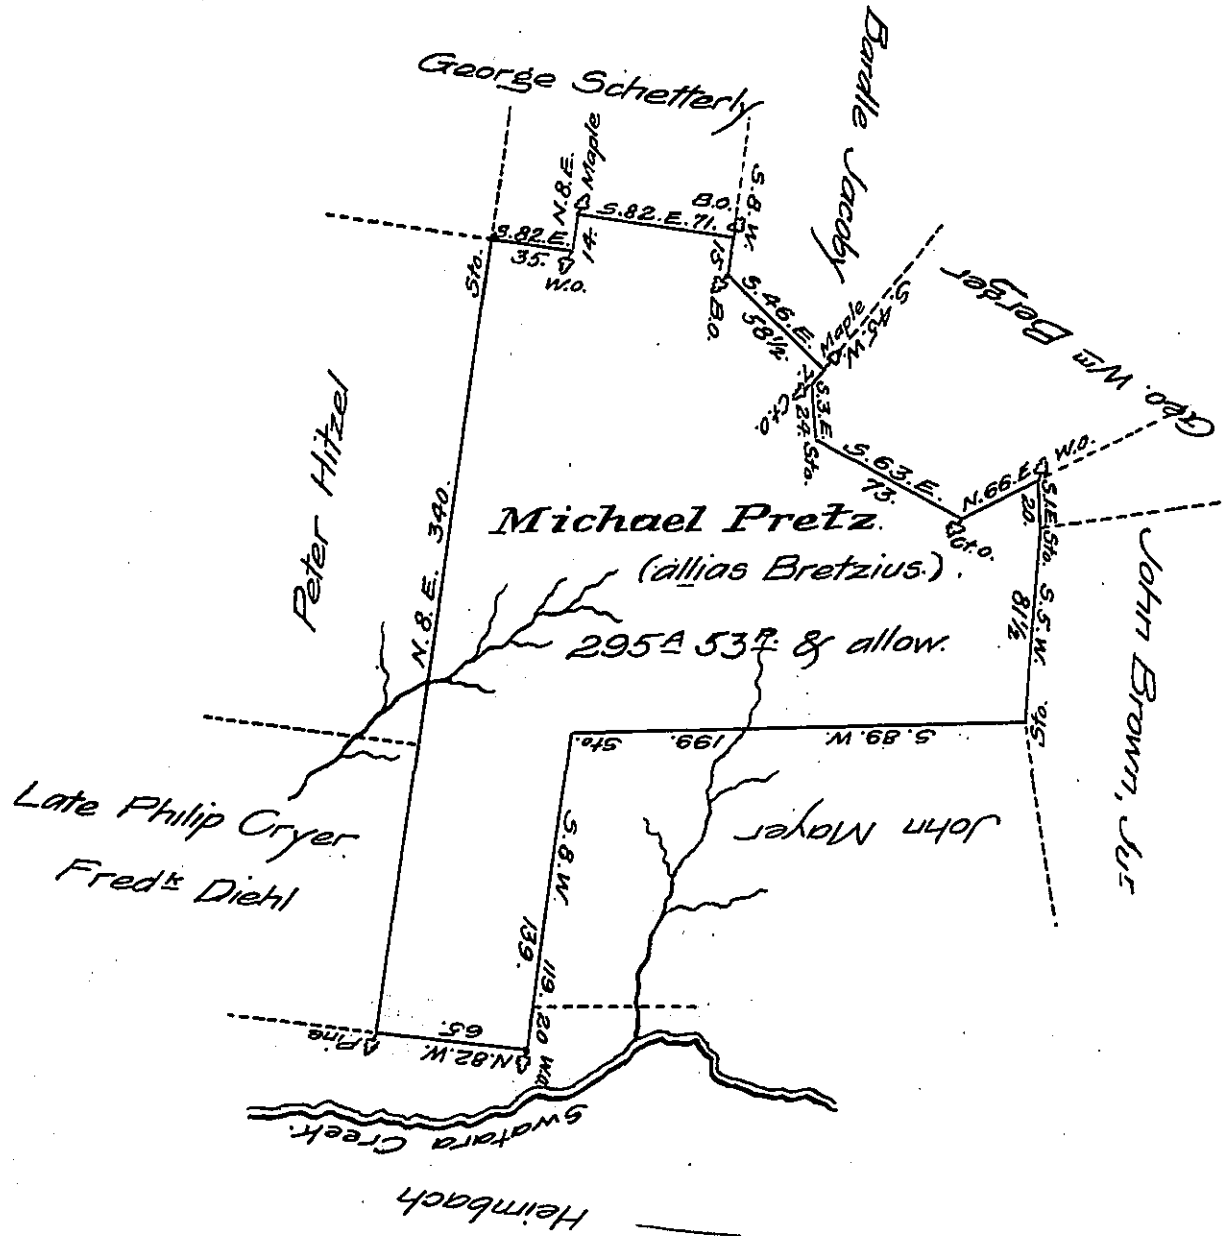 George Schetterly
Bardle Jacoby
Geo. Wm Berger
John Brown, Jur
John Mayer
Heimbach
Swatara Creek.
Late Philip Cryer
Fredk Diehl
Peter Hitzel
Michael Pretz.
(allias Bretzius.).
295A 53P. & allow.
Sto.
S.82.E.
35.
W.O.
N.8.E.
14.
Maple
S.82.E. 71.
B.O.
S.8.W.
15
B.O.
S.46.E.
58½.
Maple
S.45.W.
7.
Ct.O.
S.3.E.
24.
Sto.
S.63.E.
73.
Ct.O.
N.66.E.
W.O.
S.1.E.
20.
Sto.
S.5.W.
81½
Sto.
S.89.W.
199.
Sto.
S.8.W.
139.
119.
20
W.O.
N.82.W.
65.
Pine
N.8.E. 340.